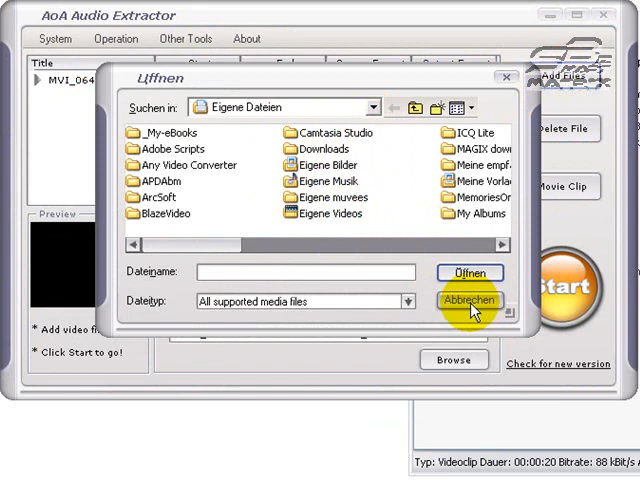 AoA Audio Extractor
System Operation Other Tools About
Title
MVI_064
Add Files
Delete File
Movie Clip
Start
Öffnen
Suchen in: Eigene Dateien
_My-eBooks Camtasia Studio ICQ Lite
Adobe Scripts Downloads MAGIX dow
Any Video Converter Eigene Bilder Meine empf
APDAbm Eigene Musik Meine Vorla
ArcSoft Eigene muvees MemoriesOn
BlazeVideo Eigene Videos My Albums
Dateiname: Öffnen
Dateityp: All supported media files Abbrechen
Preview
* Add video fi
* Click Start to go!
Browse
Check for new version
Typ: Videoclip Dauer: 00:00:20 Bitrate: 88 kBit/s A